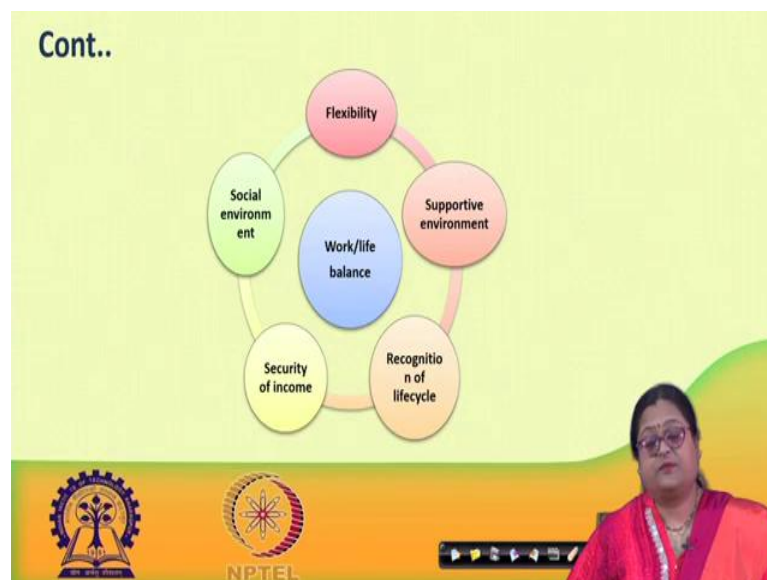 Cont..
Flexibility
Supportive
environment
Recognitio
n of
lifecycle
Security
of income
Social
environm
ent
Work/life
balance
NPTEL